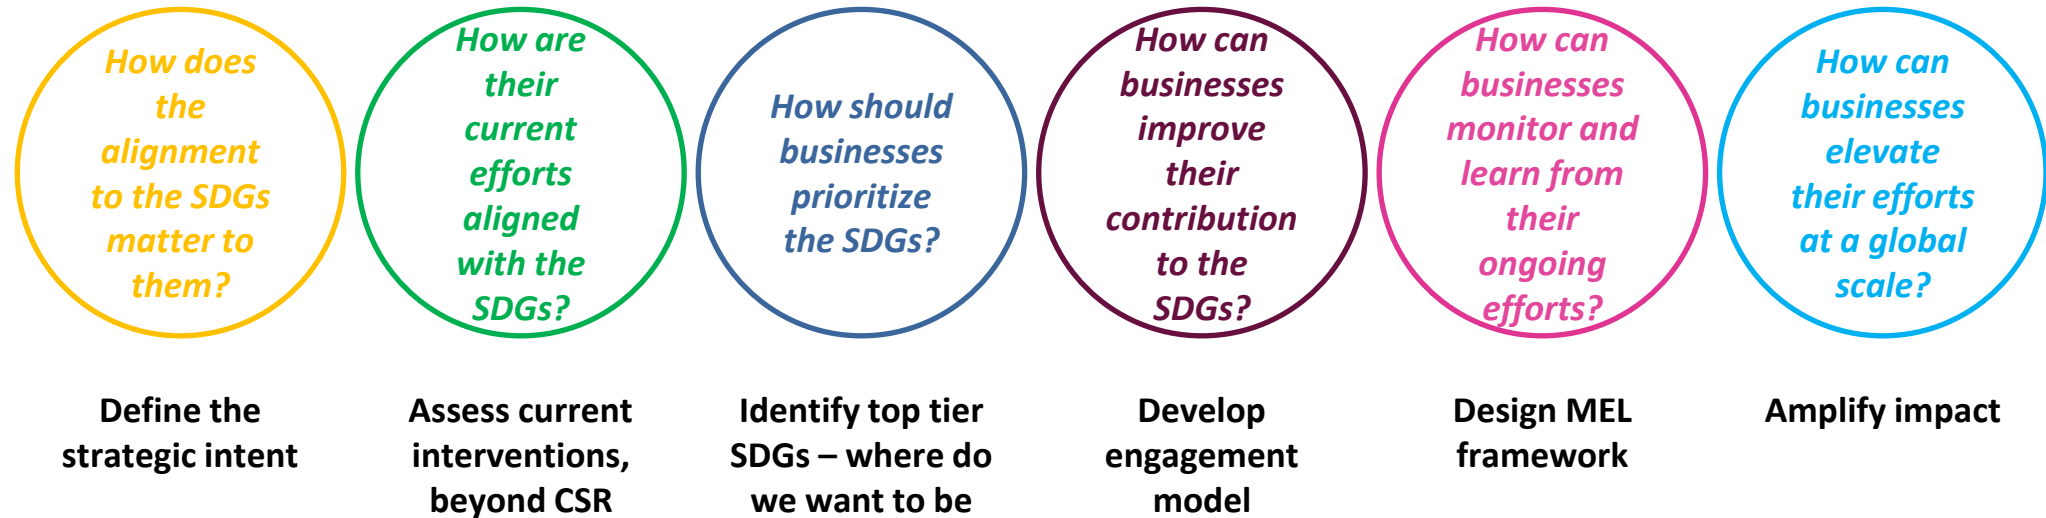 How does
the
alignment
to the SDGs
matter to
them?
How are
their
current
efforts
aligned
with the
SDGs?
How should
businesses
prioritize
the SDGs?
How can
businesses
improve
their
contribution
to the
SDGs?
How can
businesses
monitor and
learn from
their
ongoing
efforts?
How can
businesses
elevate
their efforts
at a global
scale?
Define the
strategic intent
Assess current
interventions,
beyond CSR
Identify top tier
SDGs – where do
we want to be
Develop
engagement
model
Design MEL
framework
Amplify impact